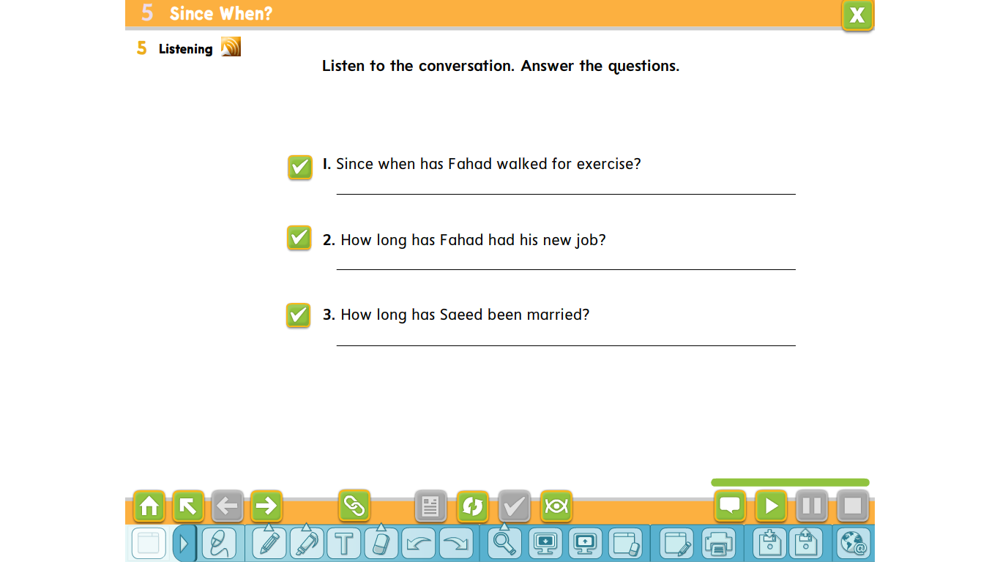 5 Since When?
X
5 Listening
Listen to the conversation. Answer the questions.
1. Since when has Fahad walked for exercise?
2. How long has Fahad had his new job?
3. How long has Saeed been married?
T
@